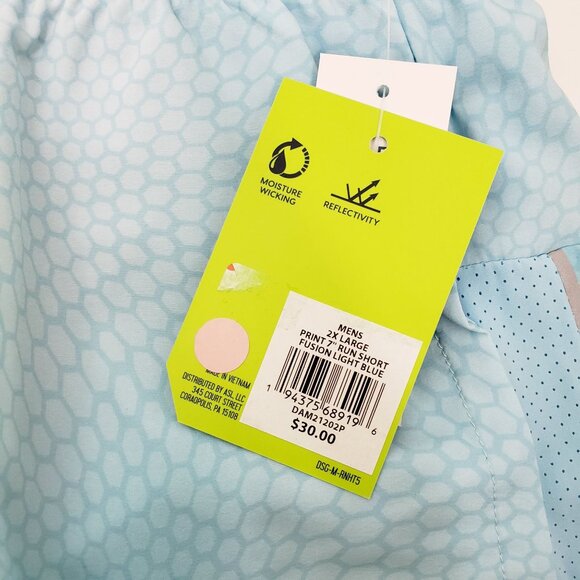 MOISTURE
WICKING
REFLECTIVITY
MENS
2X LARGE
PRINT 7" RUN SHORT
FUSION LIGHT BLUE
1 94375 68919 6
DAM21202P
$30.00
MADE IN VIETNAM
DISTRIBUTED BY ASL, LLC
345 COURT STREET
CORAOPOLIS, PA 15108
DSG-M-RNHT5